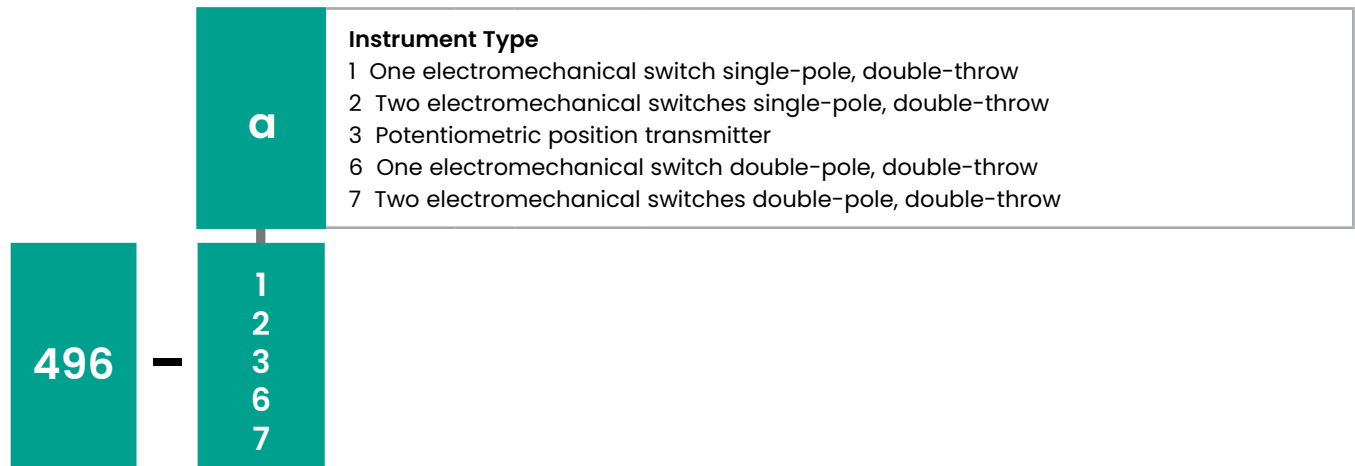 a
Instrument Type
1 One electromechanical switch single-pole, double-throw
2 Two electromechanical switches single-pole, double-throw
3 Potentiometric position transmitter
6 One electromechanical switch double-pole, double-throw
7 Two electromechanical switches double-pole, double-throw
496 -
1
2
3
6
7